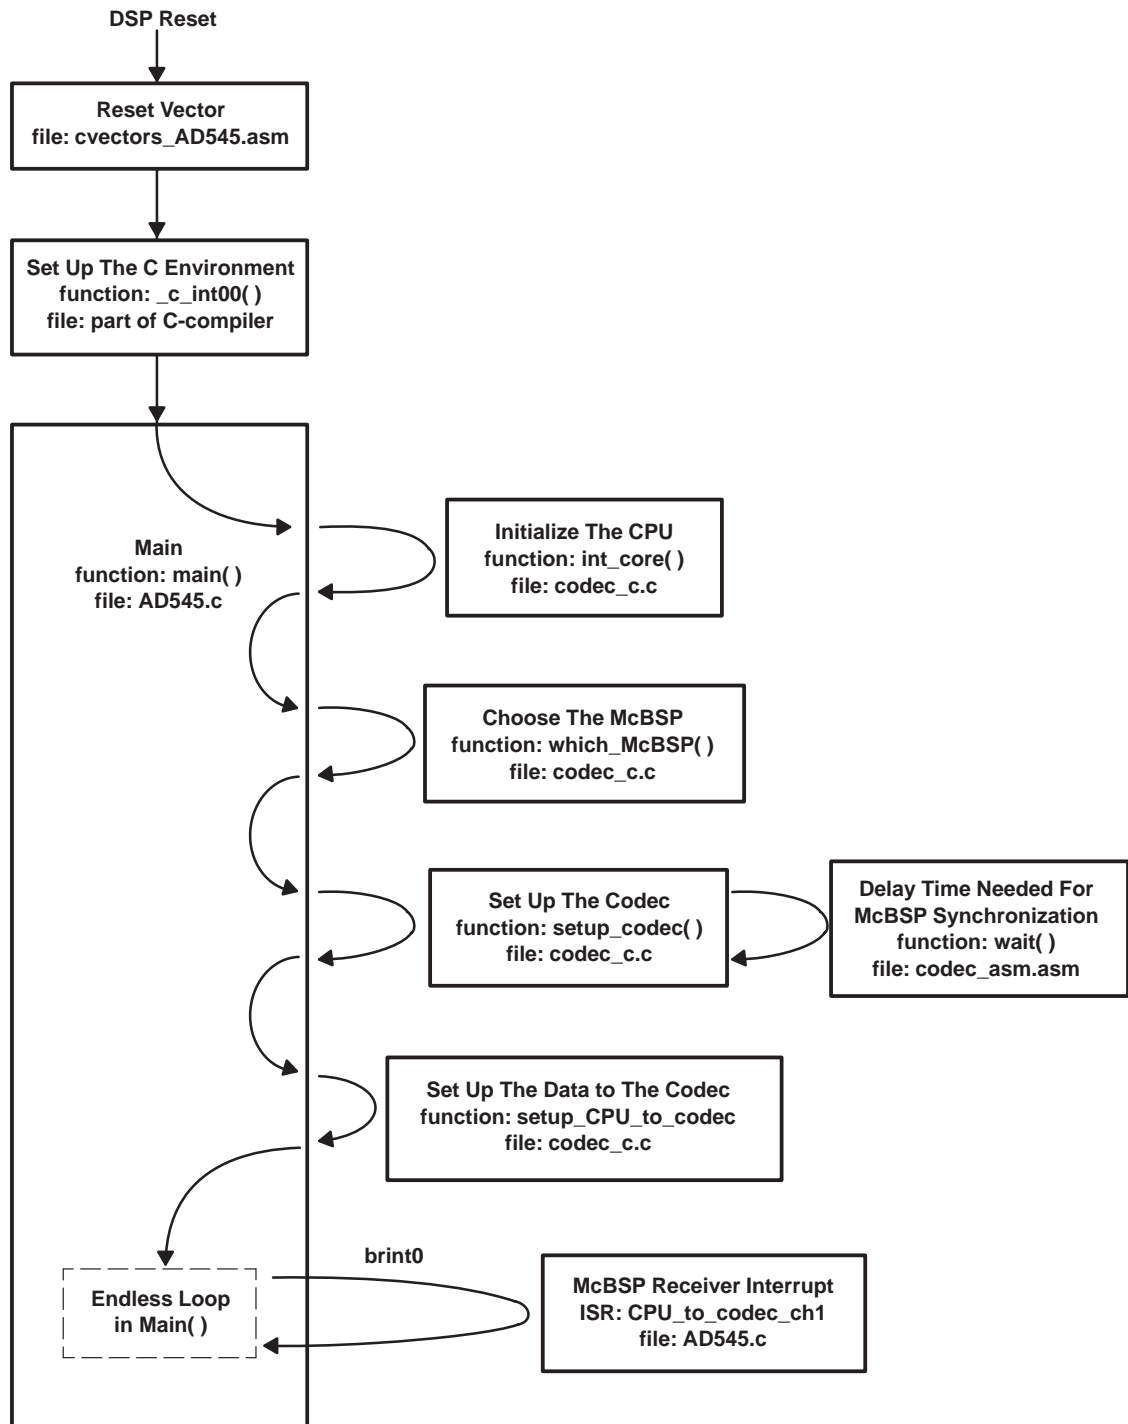 DSP Reset
Reset Vector
file: cvectors_AD545.asm
Set Up The C Environment
function: _c_int00( )
file: part of C-compiler
Main
function: main( )
file: AD545.c
Initialize The CPU
function: int_core( )
file: codec_c.c
Choose The McBSP
function: which_McBSP( )
file: codec_c.c
Set Up The Codec
function: setup_codec( )
file: codec_c.c
Delay Time Needed For
McBSP Synchronization
function: wait( )
file: codec_asm.asm
Set Up The Data to The Codec
function: setup_CPU_to_codec
file: codec_c.c
brint0
Endless Loop
in Main( )
McBSP Receiver Interrupt
ISR: CPU_to_codec_ch1
file: AD545.c